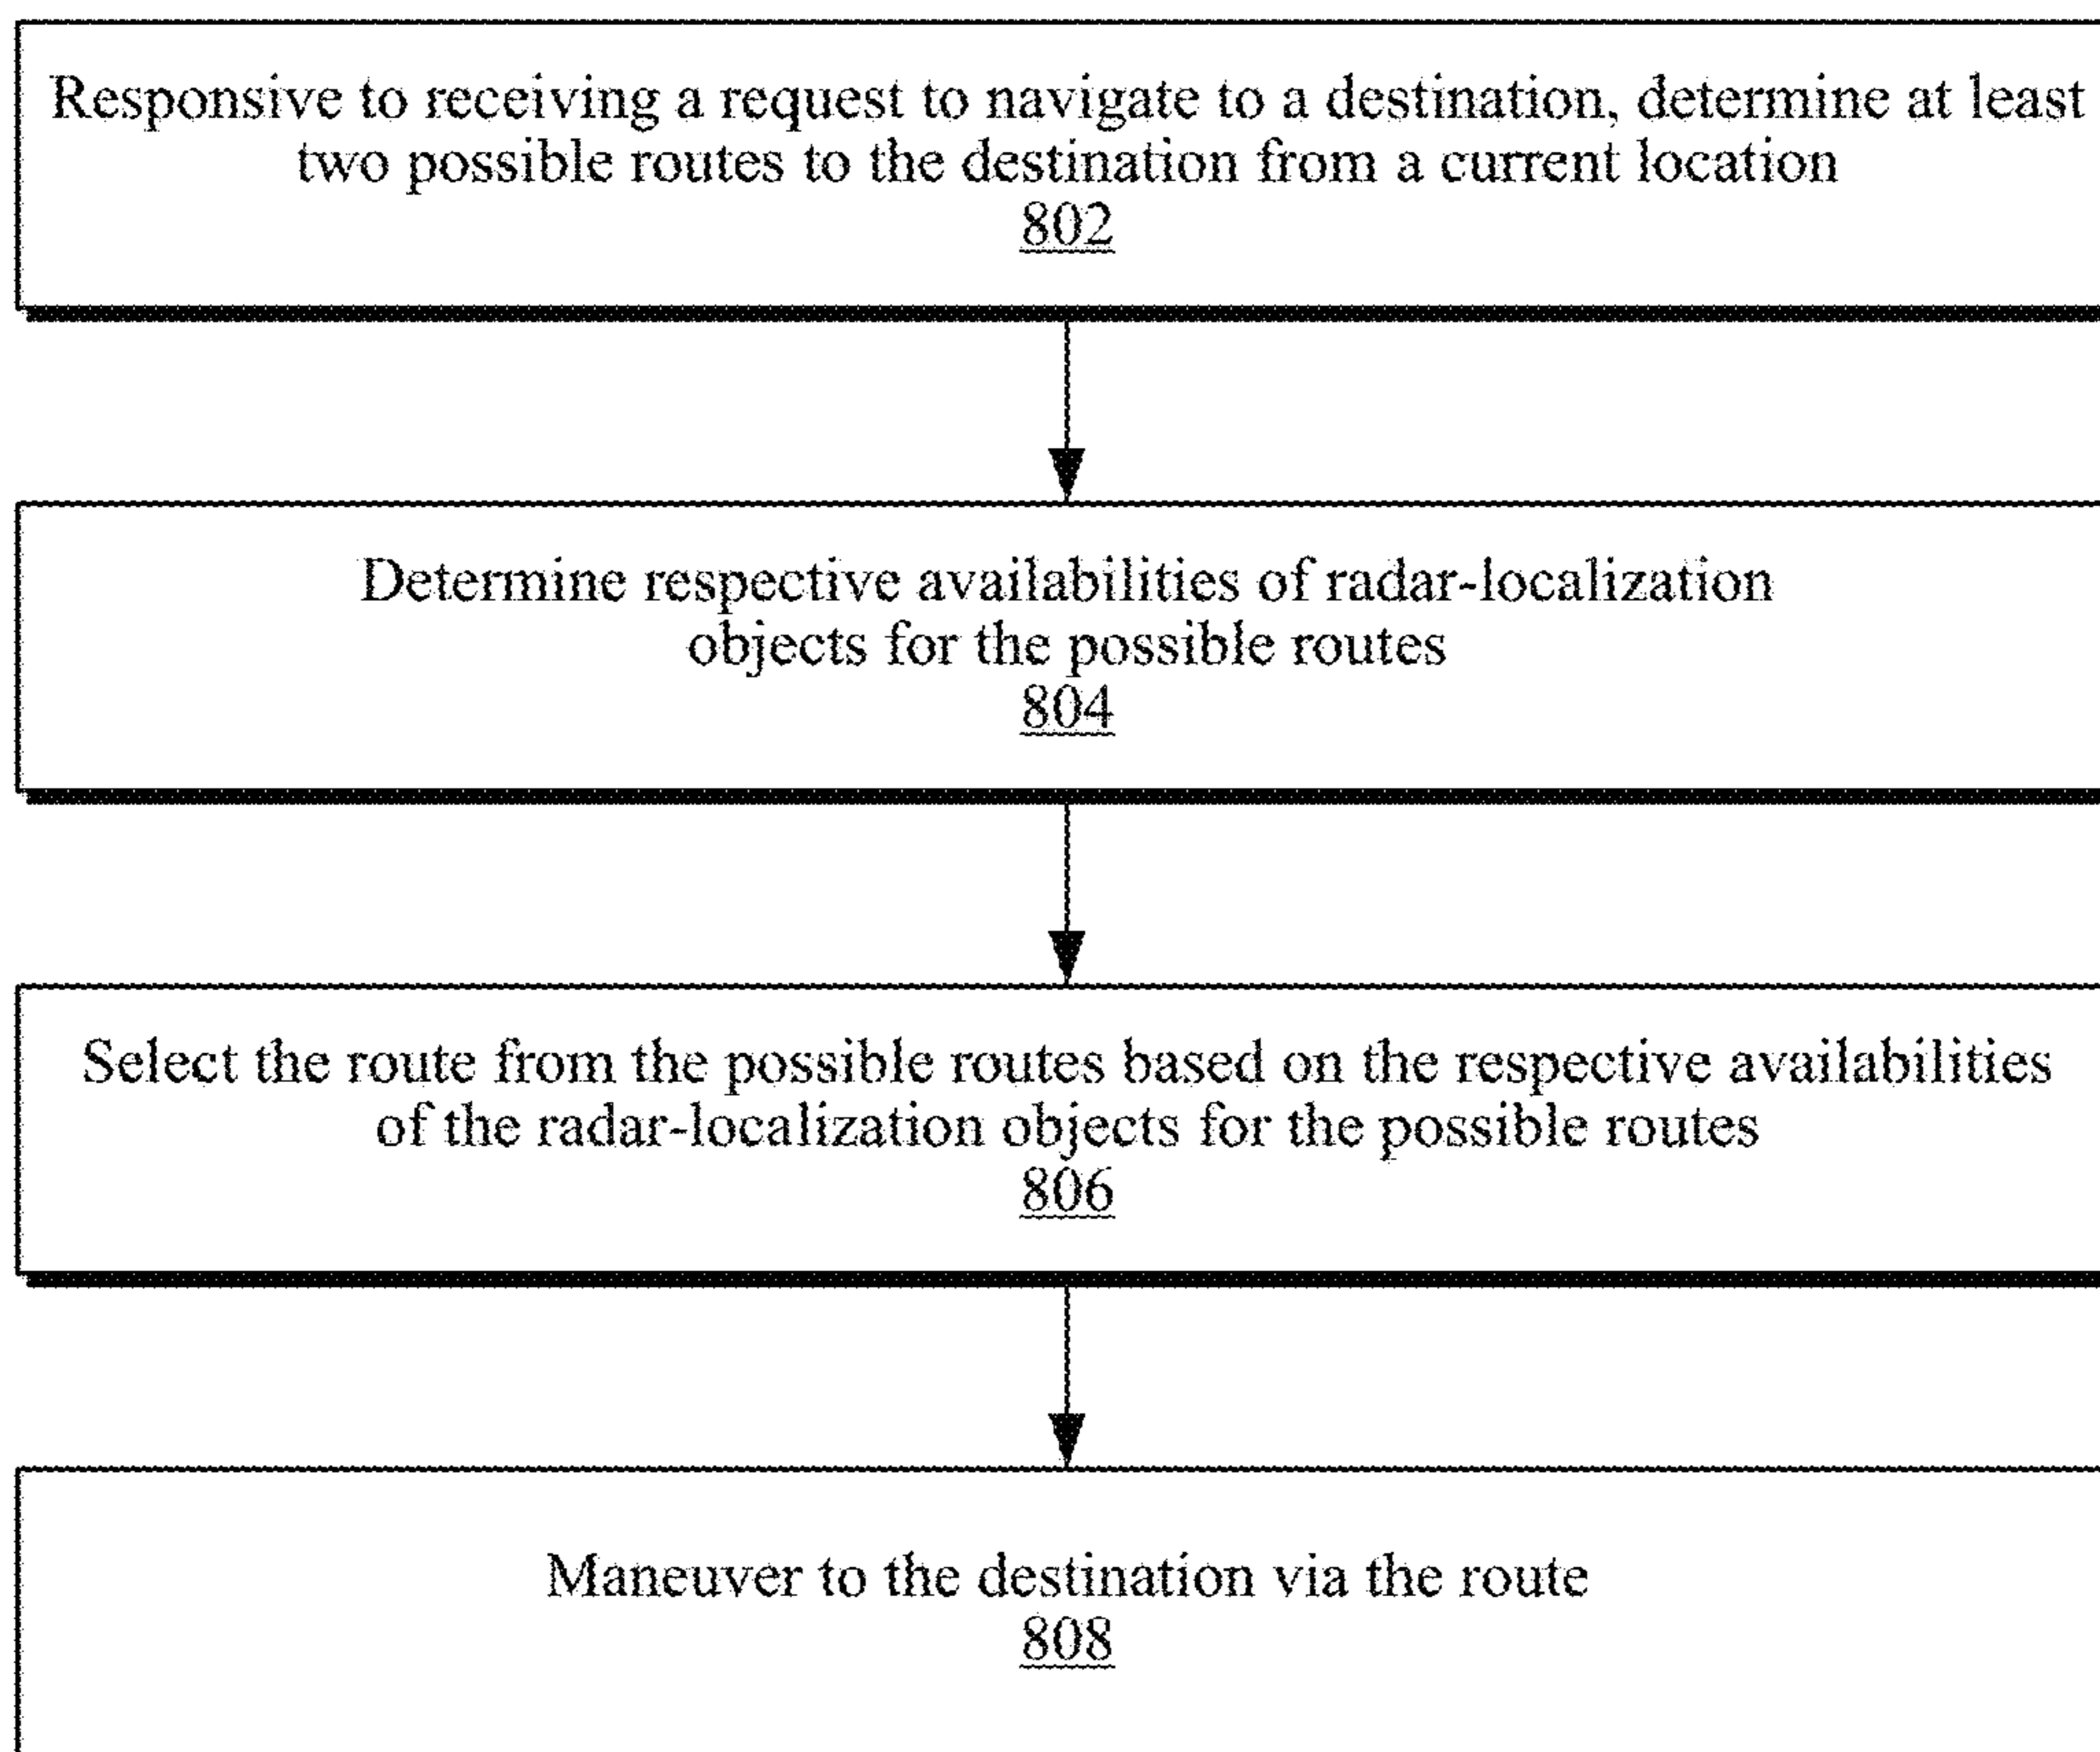 Responsive to receiving a request to navigate to a destination, determine at least
two possible routes to the destination from a current location
802
Determine respective availabilities of radar-localization
objects for the possible routes
804
Select the route from the possible routes based on the respective availabilities
of the radar-localization objects for the possible routes
806
Maneuver to the destination via the route
808